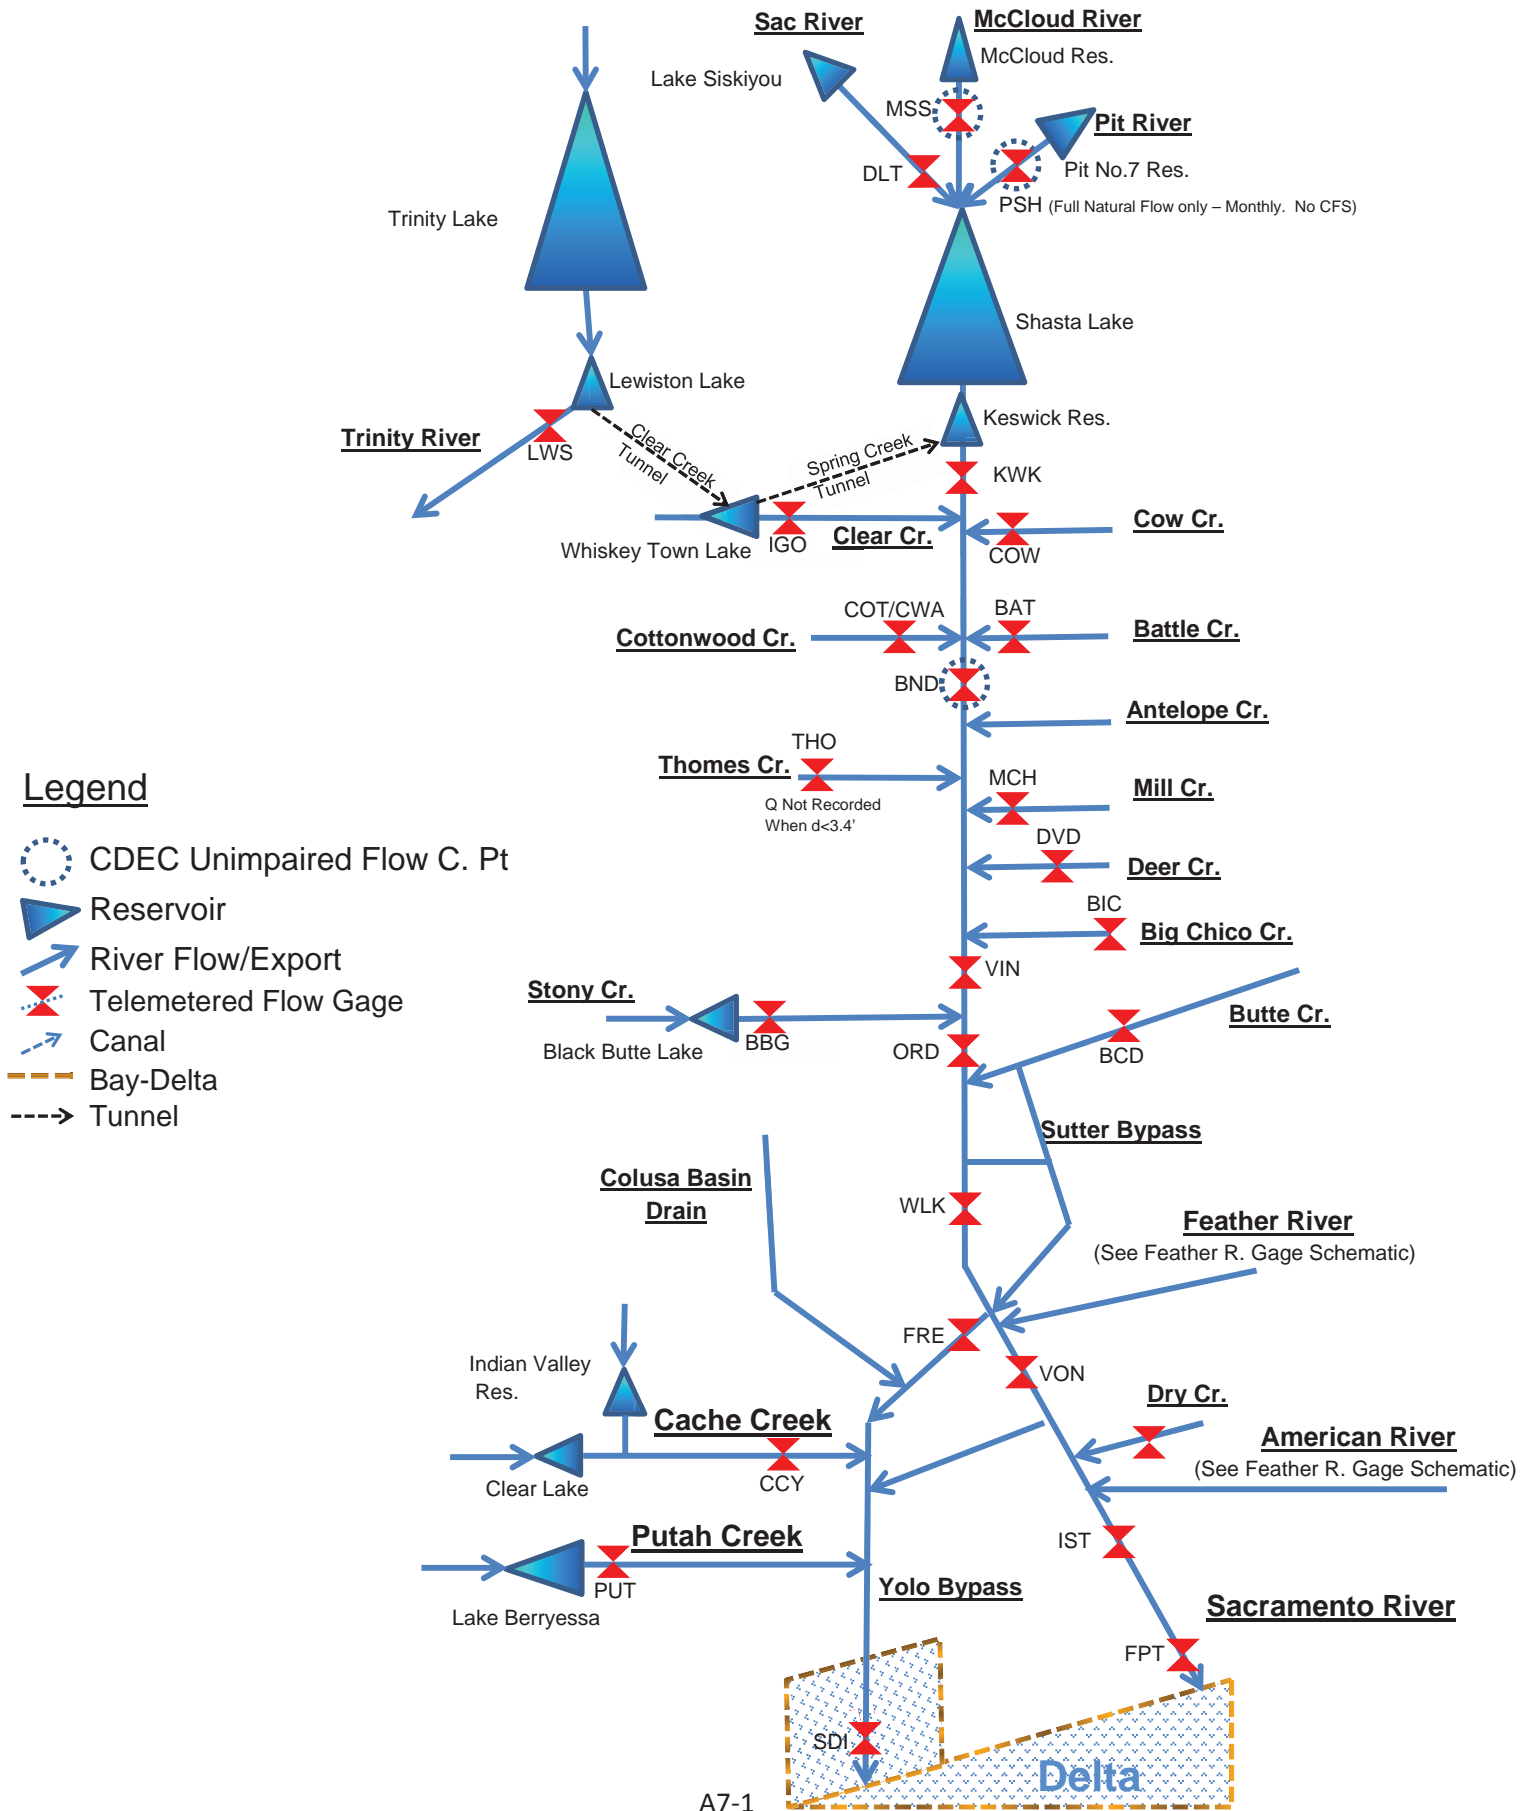 Sac River
McCloud River
McCloud Res.
Lake Siskiyou
MSS
Pit River
Pit No.7 Res.
DLT
PSH (Full Natural Flow only – Monthly.  No CFS)
Trinity Lake
Shasta Lake
Lewiston Lake
Keswick Res.
Trinity River
LWS
Clear Creek
Tunnel
Spring Creek
Tunnel
KWK
Whiskey Town Lake
IGO
Clear Cr.
Cow Cr.
COW
COT/CWA
BAT
Cottonwood Cr.
Battle Cr.
BND
Antelope Cr.
THO
Thomes Cr.
Q Not Recorded
When d<3.4’
MCH
Mill Cr.
DVD
Deer Cr.
BIC
Big Chico Cr.
VIN
Stony Cr.
Black Butte Lake
BBG
ORD
Butte Cr.
BCD
Sutter Bypass
Legend
CDEC Unimpaired Flow C. Pt
Reservoir
River Flow/Export
Telemetered Flow Gage
Canal
Bay-Delta
Tunnel
Colusa Basin
Drain
WLK
Feather River
(See Feather R. Gage Schematic)
FRE
VON
Indian Valley
Res.
Dry Cr.
Cache Creek
American River
(See Feather R. Gage Schematic)
Clear Lake
CCY
Putah Creek
IST
PUT
Lake Berryessa
Yolo Bypass
Sacramento River
FPT
SDI
Delta
A7-1